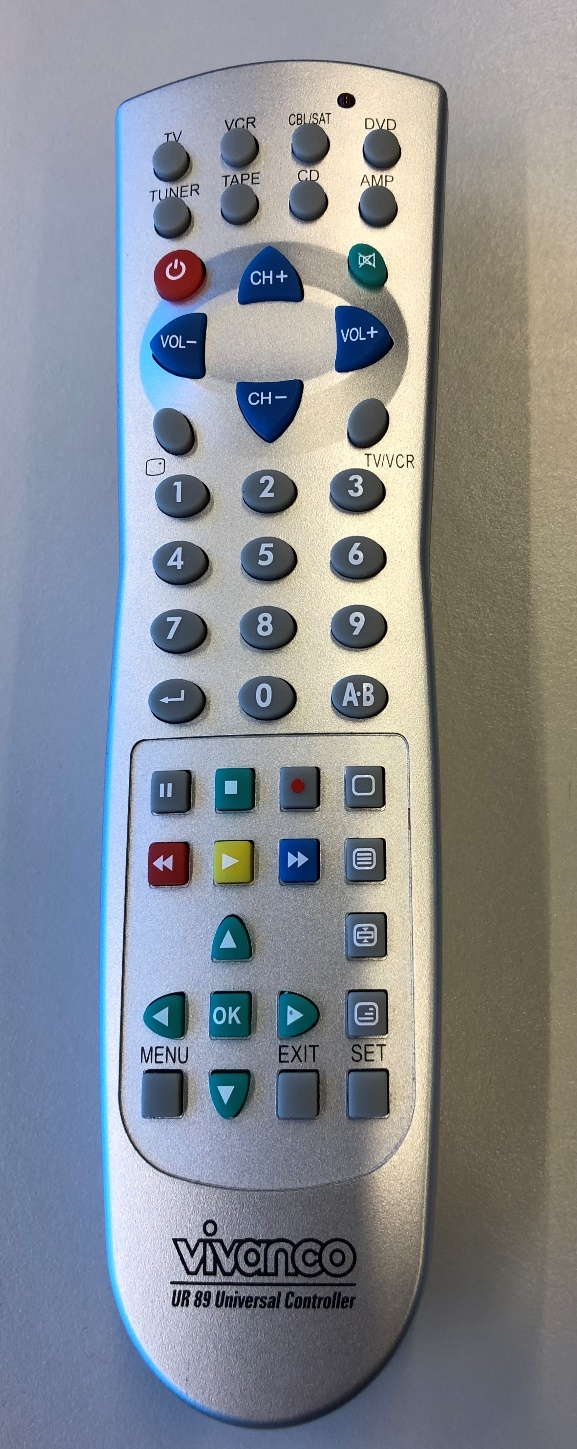 TV VCR CBL/SAT DVD
TUNER TAPE CD AMP
CH+
VOL− VOL+
CH−
TV/VCR
1 2 3
4 5 6
7 8 9
0 A·B
OK
MENU EXIT SET
vivanco
UR 89 Universal Controller